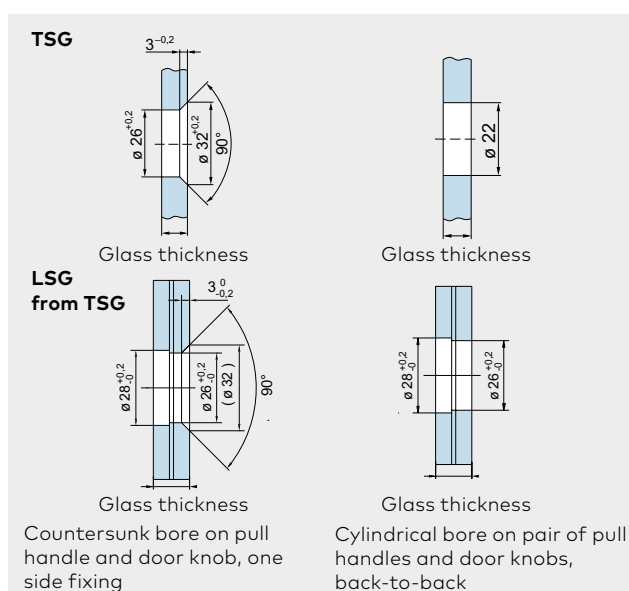 TSG
3-0,2
ø 26+0,2
ø 32+0,2
90°
ø 22
Glass thickness
Glass thickness
LSG
from TSG
3 0 -0,2
ø 28+0,2 -0
ø 26+0,2 -0
( ø 32 )
90°
ø 28+0,2 -0
ø 26+0,2 -0
Glass thickness
Glass thickness
Countersunk bore on pull
handle and door knob, one
side fixing
Cylindrical bore on pair of pull
handles and door knobs,
back-to-back